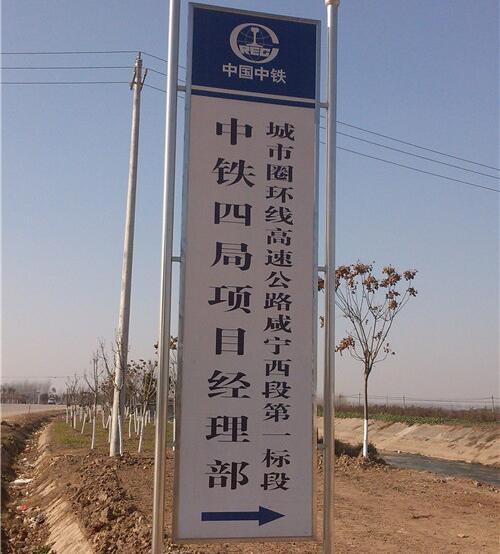 CREC
中国中铁
城市圈环线高速公路咸宁西段第一标段
中铁四局项目经理部